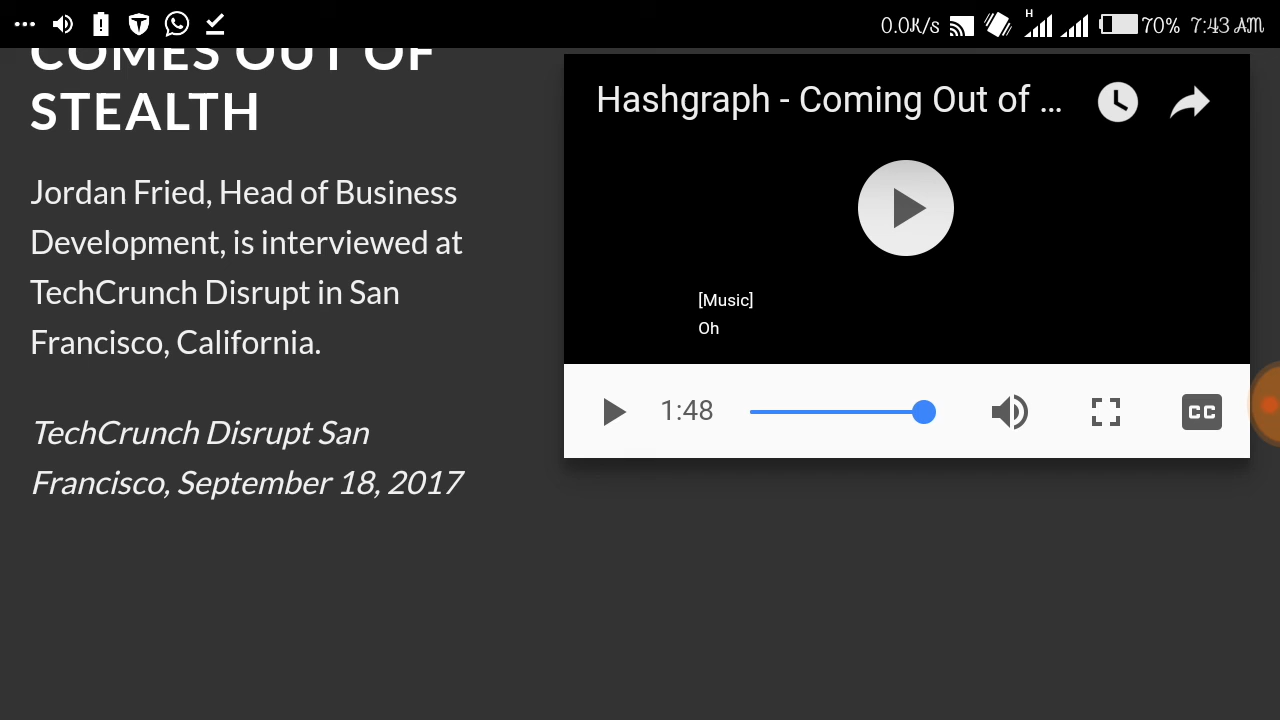 0.0K/s H 70% 7:43 AM
COMES OUT OF
STEALTH
Jordan Fried, Head of Business
Development, is interviewed at
TechCrunch Disrupt in San
Francisco, California.
TechCrunch Disrupt San
Francisco, September 18, 2017
Hashgraph - Coming Out of ...
[Music]
Oh
1:48
CC